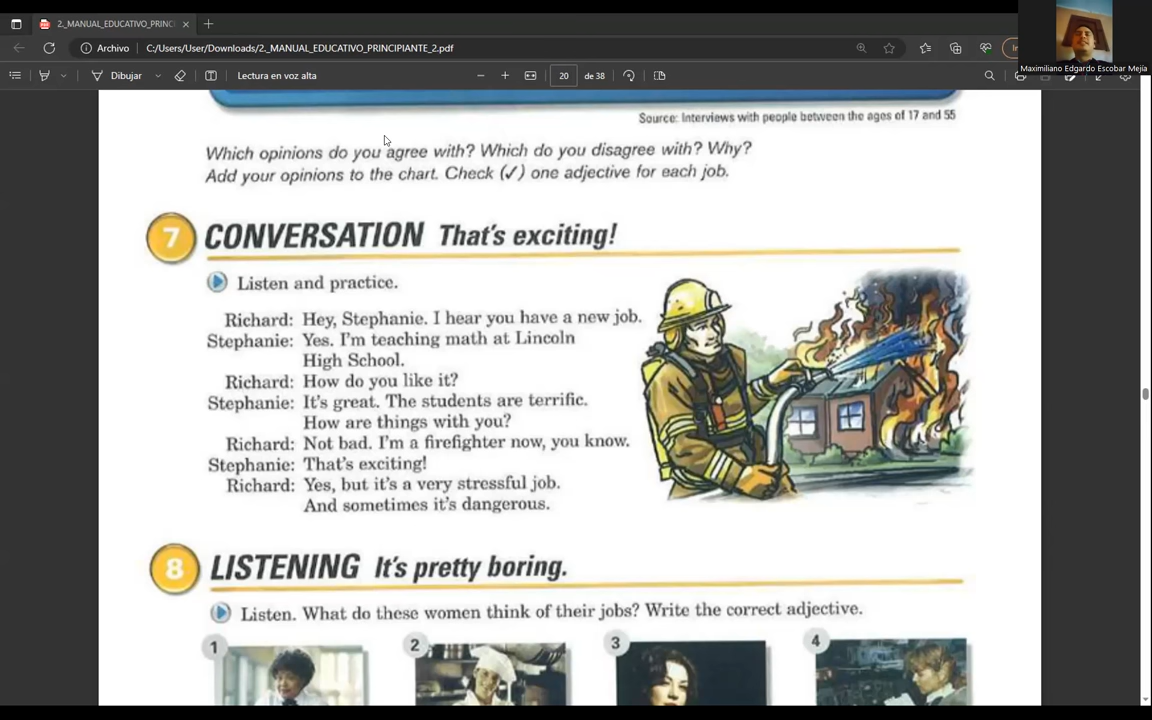 2._MANUAL_EDUCATIVO_PRINCI
Archivo
C:/Users/User/Downloads/2._MANUAL_EDUCATIVO_PRINCIPIANTE_2.pdf
Maximiliano Edgardo Escobar Mejía
Dibujar
Lectura en voz alta
20
de 38
Source: Interviews with people between the ages of 17 and 55
Which opinions do you agree with? Which do you disagree with? Why?
Add your opinions to the chart. Check (✓) one adjective for each job.
7 CONVERSATION That's exciting!
Listen and practice.
Richard: Hey, Stephanie. I hear you have a new job.
Stephanie: Yes. I'm teaching math at Lincoln
High School.
Richard: How do you like it?
Stephanie: It's great. The students are terrific.
How are things with you?
Richard: Not bad. I'm a firefighter now, you know.
Stephanie: That's exciting!
Richard: Yes, but it's a very stressful job.
And sometimes it's dangerous.
8 LISTENING It's pretty boring.
Listen. What do these women think of their jobs? Write the correct adjective.
1
2
3
4